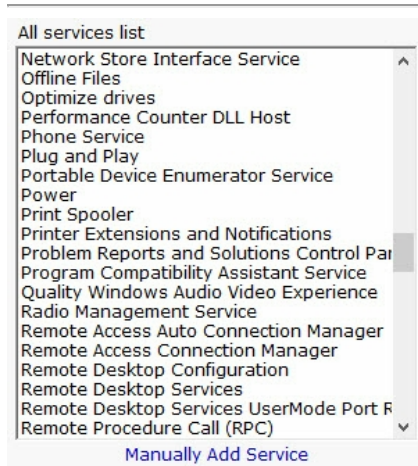 All services list
Network Store Interface Service
Offline Files
Optimize drives
Performance Counter DLL Host
Phone Service
Plug and Play
Portable Device Enumerator Service
Power
Print Spooler
Printer Extensions and Notifications
Problem Reports and Solutions Control Par
Program Compatibility Assistant Service
Quality Windows Audio Video Experience
Radio Management Service
Remote Access Auto Connection Manager
Remote Access Connection Manager
Remote Desktop Configuration
Remote Desktop Services
Remote Desktop Services UserMode Port R
Remote Procedure Call (RPC)
Manually Add Service